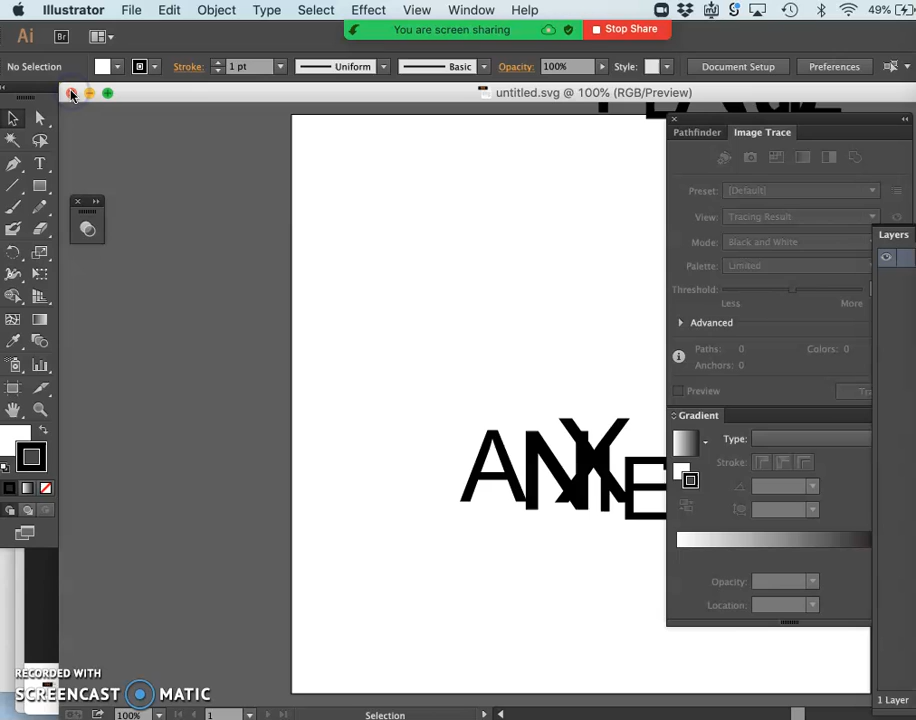 Illustrator File Edit Object Type Select Effect View Window Help 49%
You are screen sharing Stop Share
Ai Br
No Selection Stroke: 1 pt Uniform Basic Opacity: 100% Style: Document Setup Preferences
untitled.svg @ 100% (RGB/Preview)
Pathfinder Image Trace
Preset: [Default]
View: Tracing Result
Layers
Mode: Black and White
Palette: Limited
Threshold:
Less More
Advanced
Paths: 0 Colors: 0
Anchors: 0
Preview
Gradient
Type:
Stroke:
Opacity:
Location:
RECORDED WITH
SCREENCAST MATIC
1 Layer
100% 1 Selection